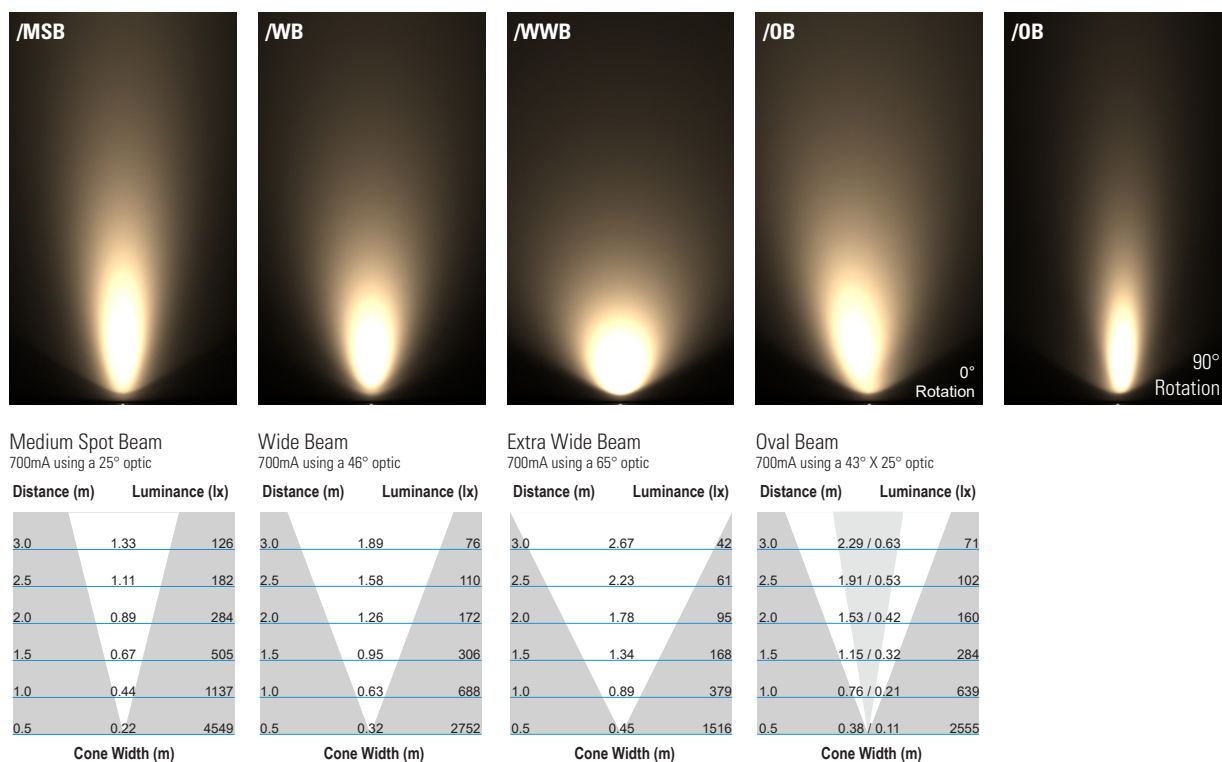 /MSB
/WB
/WWB
/OB
0°
Rotation
/OB
90°
Rotation
Medium Spot Beam
700mA using a 25° optic
Distance (m) Luminance (lx)
3.0 1.33 126
2.5 1.11 182
2.0 0.89 284
1.5 0.67 505
1.0 0.44 1137
0.5 0.22 4549
Cone Width (m)
Wide Beam
700mA using a 46° optic
Distance (m) Luminance (lx)
3.0 1.89 76
2.5 1.58 110
2.0 1.26 172
1.5 0.95 306
1.0 0.63 688
0.5 0.32 2752
Cone Width (m)
Extra Wide Beam
700mA using a 65° optic
Distance (m) Luminance (lx)
3.0 2.67 42
2.5 2.23 61
2.0 1.78 95
1.5 1.34 168
1.0 0.89 379
0.5 0.45 1516
Cone Width (m)
Oval Beam
700mA using a 43° X 25° optic
Distance (m) Luminance (lx)
3.0 2.29 / 0.63 71
2.5 1.91 / 0.53 102
2.0 1.53 / 0.42 160
1.5 1.15 / 0.32 284
1.0 0.76 / 0.21 639
0.5 0.38 / 0.11 2555
Cone Width (m)